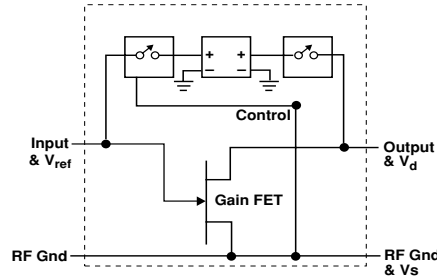 + +
− −
Control
Input
& Vref
Output
& Vd
Gain FET
RF Gnd
RF Gnd
& Vs